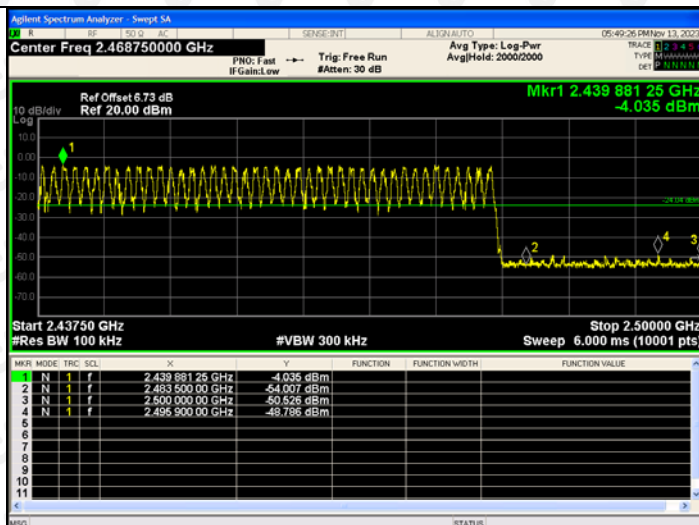 Agilent Spectrum Analyzer - Swept SA
R RF 50 Ω AC SENSE:INT ALIGN AUTO 05:49:26 PM Nov 13, 2023
Center Freq 2.468750000 GHz
PNO: Fast
IFGain:Low
Trig: Free Run
#Atten: 30 dB
Avg Type: Log-Pwr
Avg|Hold: 2000/2000
TRACE 1 2 3 4 5
TYPE M
DET P N N N N
Mkr1 2.439 881 25 GHz
-4.035 dBm
Ref Offset 6.73 dB
10 dB/div Ref 20.00 dBm
Log
10.0
0.00
-10.0
-20.0
-30.0
-40.0
-50.0
-60.0
-70.0
1
-24.04 dBm
2
4
3
Start 2.43750 GHz Stop 2.50000 GHz
#Res BW 100 kHz #VBW 300 kHz Sweep 6.000 ms (10001 pts)
MKR MODE TRC SCL X Y FUNCTION FUNCTION WIDTH FUNCTION VALUE
1 N 1 f 2.439 881 25 GHz -4.035 dBm
2 N 1 f 2.483 500 00 GHz -54.007 dBm
3 N 1 f 2.500 000 00 GHz -50.526 dBm
4 N 1 f 2.495 900 00 GHz -48.786 dBm
5
6
7
8
9
10
11
MSG STATUS